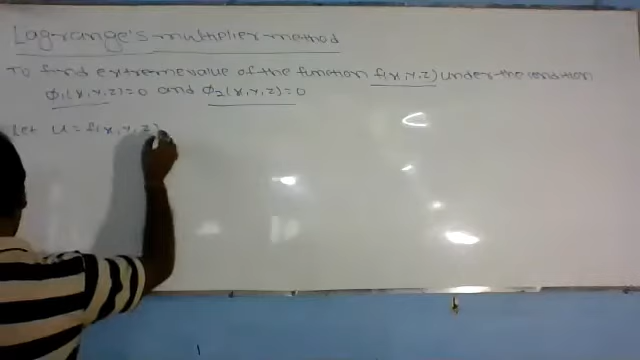 Lagrange's multiplier method
To find extreme value of the function f(x,y,z) under the condition
ϕ₁(x,y,z)=0 and ϕ₂(x,y,z)=0
Let u = f(x,y,z)